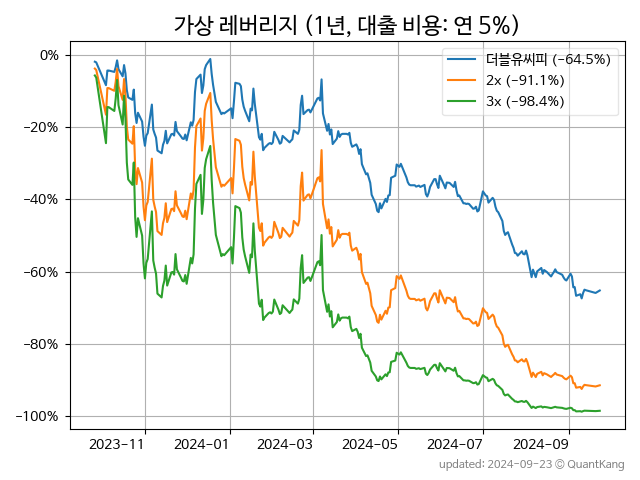 가상 레버리지 (1년, 대출 비용: 연 5%)
더블유씨피 (−64.5%)
2x (−91.1%)
3x (−98.4%)
0%
−20%
−40%
−60%
−80%
−100%
2023-11 2024-01 2024-03 2024-05 2024-07 2024-09
updated: 2024-09-23 © QuantKang